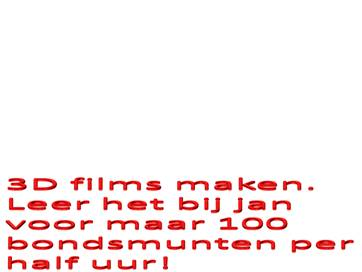 3D films maken.
Leer het bij jan
voor maar 100
bondsmunten per
half uur!